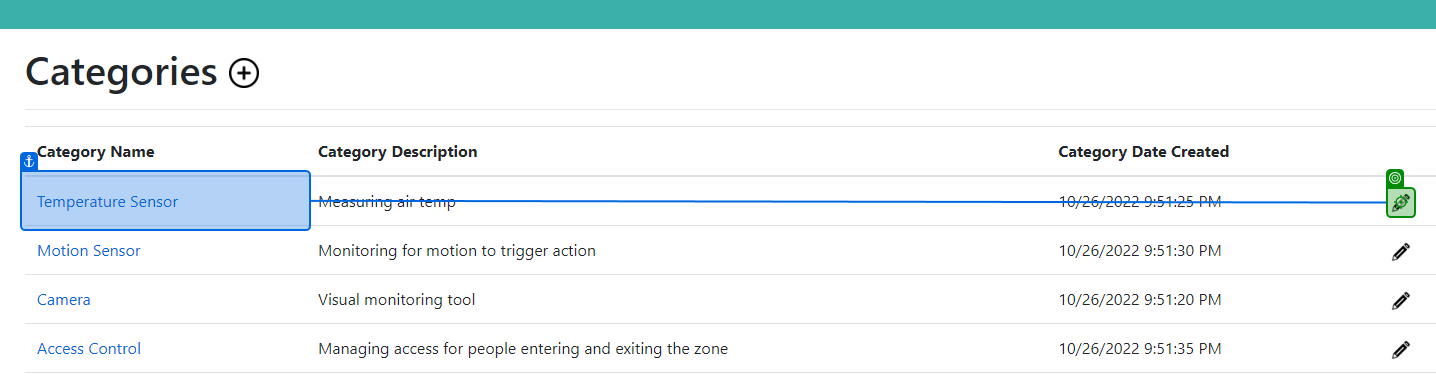 Categories
Category Name Category Description Category Date Created
Temperature Sensor Measuring air temp 10/26/2022 9:51:25 PM
Motion Sensor Monitoring for motion to trigger action 10/26/2022 9:51:30 PM
Camera Visual monitoring tool 10/26/2022 9:51:20 PM
Access Control Managing access for people entering and exiting the zone 10/26/2022 9:51:35 PM